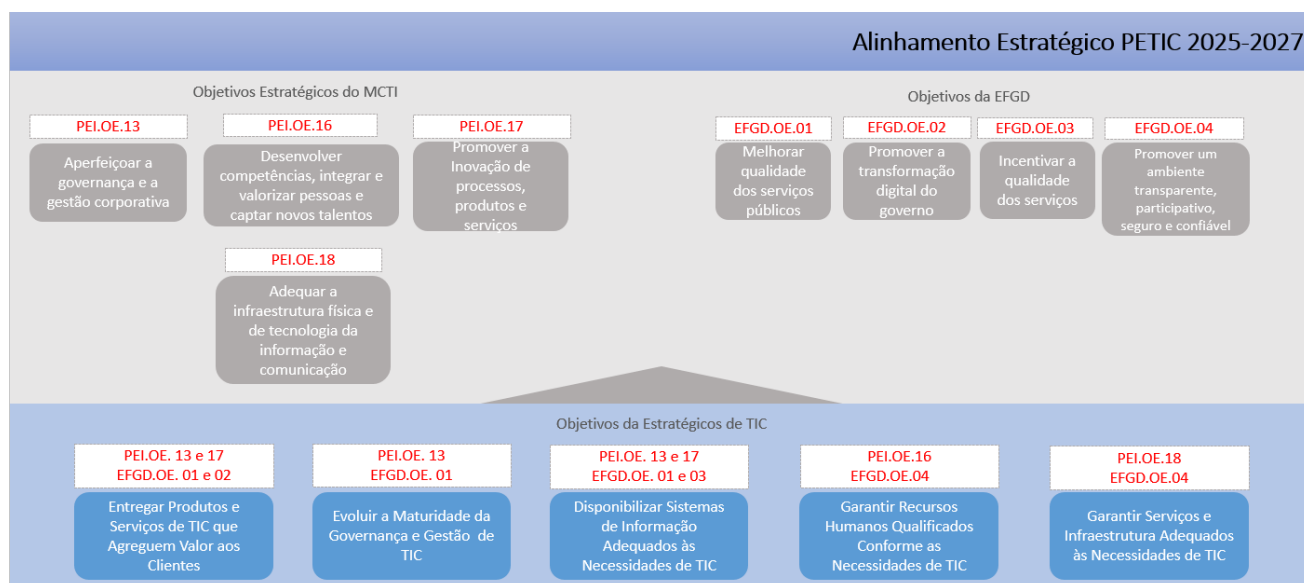 Alinhamento Estratégico PETIC 2025-2027
Objetivos Estratégicos do MCTI
PEI.OE.13
Aperfeiçoar a
governança e a
gestão corporativa
PEI.OE.16
Desenvolver
competências, integrar e
valorizar pessoas e
captar novos talentos
PEI.OE.17
Promover a
Inovação de
processos,
produtos e
serviços
PEI.OE.18
Adequar a
infraestrutura física e
de tecnologia da
informação e
comunicação
Objetivos da EFGD
EFGD.OE.01
Melhorar
qualidade
dos serviços
públicos
EFGD.OE.02
Promover a
transformação
digital do
governo
EFGD.OE.03
Incentivar a
qualidade
dos serviços
EFGD.OE.04
Promover um
ambiente
transparente,
participativo,
seguro e confiável
Objetivos da Estratégicos de TIC
PEI.OE. 13 e 17
EFGD.OE. 01 e 02
Entregar Produtos e
Serviços de TIC que
Agreguem Valor aos
Clientes
PEI.OE. 13
EFGD.OE. 01
Evoluir a Maturidade da
Governança e Gestão de
TIC
PEI.OE. 13 e 17
EFGD.OE. 01 e 03
Disponibilizar Sistemas
de Informação
Adequados às
Necessidades de TIC
PEI.OE.16
EFGD.OE.04
Garantir Recursos
Humanos Qualificados
Conforme as
Necessidades de TIC
PEI.OE.18
EFGD.OE.04
Garantir Serviços e
Infraestrutura Adequados
às Necessidades de TIC